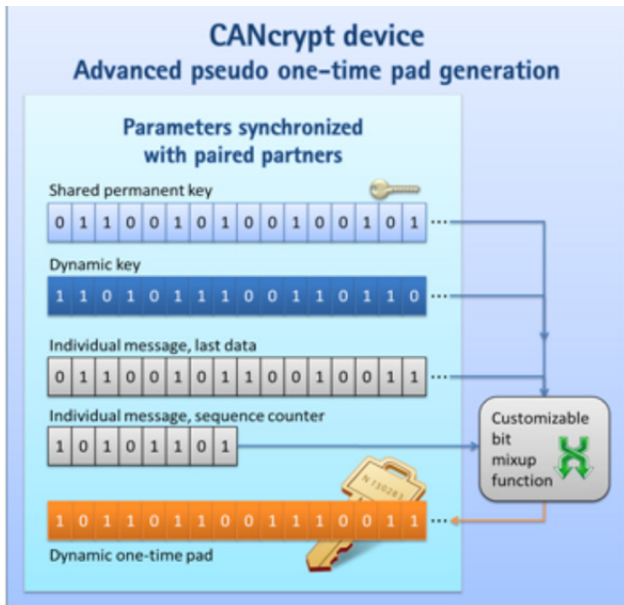 CANcrypt device
Advanced pseudo one-time pad generation
Parameters synchronized
with paired partners
Shared permanent key
0 1 1 0 0 1 0 1 0 0 1 0 0 1 0 1 ...
Dynamic key
1 1 0 1 0 1 1 1 0 0 1 1 0 1 1 0 ...
Individual message, last data
0 1 1 0 0 1 0 1 1 0 0 1 0 0 1 1 ...
Individual message, sequence counter
1 0 1 0 1 1 0 1
Customizable
bit
mixup
function
N 130283
1 0 1 1 0 1 1 0 0 1 1 1 0 0 1 1 ...
Dynamic one-time pad